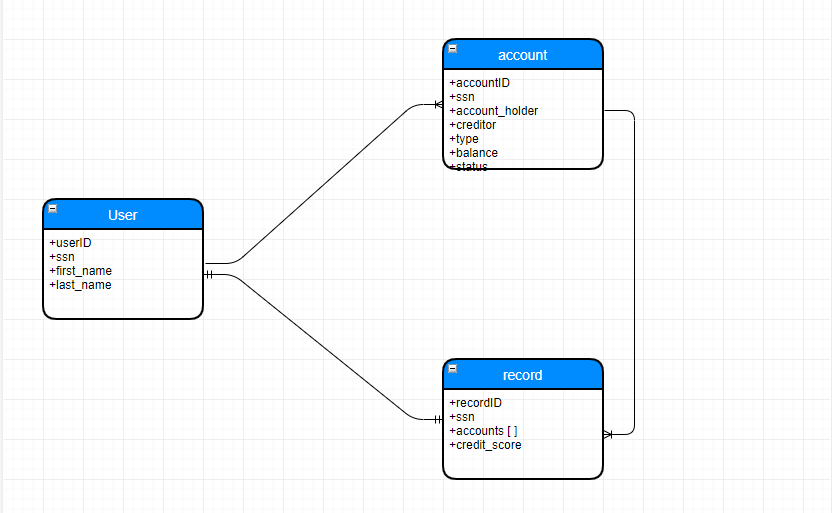 account
+accountID
+ssn
+account_holder
+creditor
+type
+balance
+status
User
+userID
+ssn
+first_name
+last_name
record
+recordID
+ssn
+accounts [ ]
+credit_score